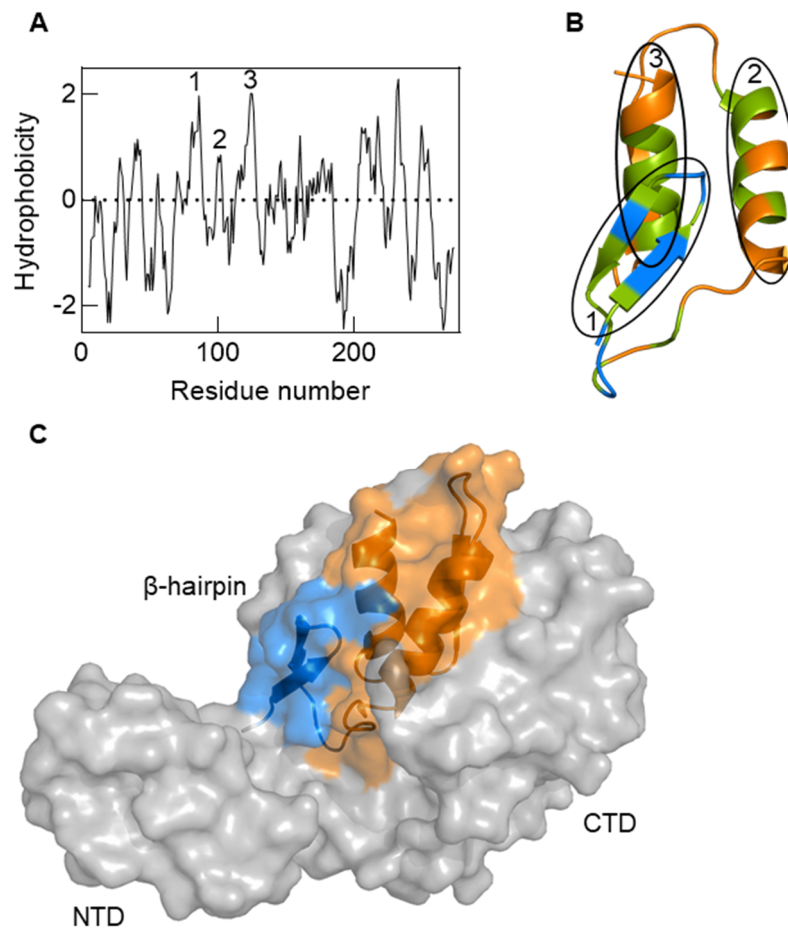 A
B
Hydrophobicity
2
0
-2
1
2
3
0
100
200
Residue number
3
2
1
C
β-hairpin
CTD
NTD